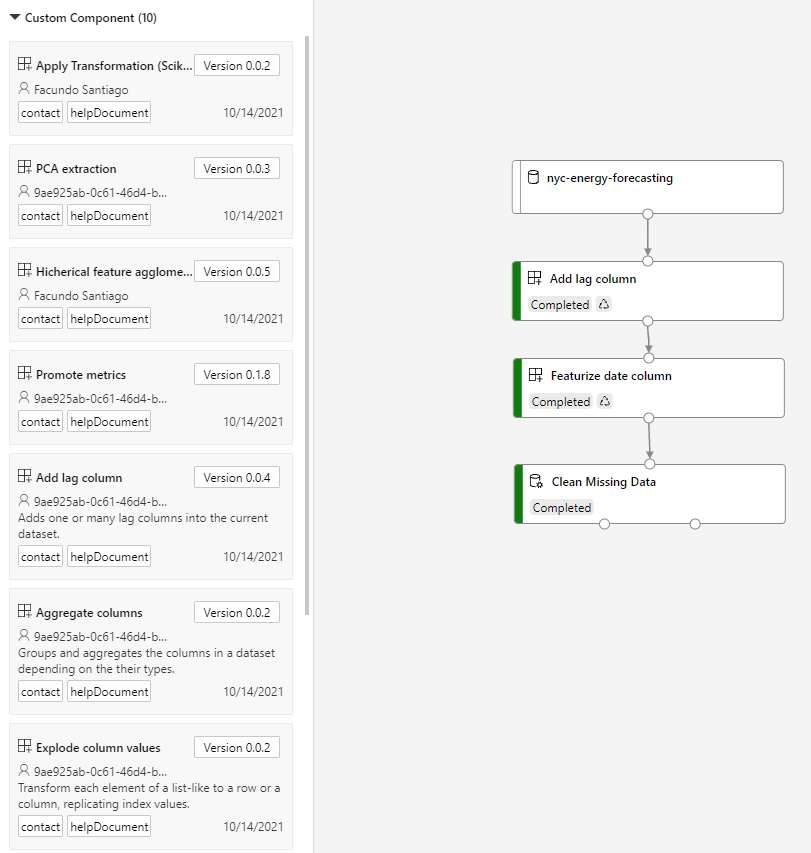 Custom Component (10)
Apply Transformation (Scik... Version 0.0.2
Facundo Santiago
contact helpDocument 10/14/2021
PCA extraction Version 0.0.3
9ae925ab-0c61-46d4-b...
contact helpDocument 10/14/2021
Hicherical feature agglome... Version 0.0.5
Facundo Santiago
contact helpDocument 10/14/2021
Promote metrics Version 0.1.8
9ae925ab-0c61-46d4-b...
contact helpDocument 10/14/2021
Add lag column Version 0.0.4
9ae925ab-0c61-46d4-b...
Adds one or many lag columns into the current
dataset.
contact helpDocument 10/14/2021
Aggregate columns Version 0.0.2
9ae925ab-0c61-46d4-b...
Groups and aggregates the columns in a dataset
depending on the their types.
contact helpDocument 10/14/2021
Explode column values Version 0.0.2
9ae925ab-0c61-46d4-b...
Transform each element of a list-like to a row or a
column, replicating index values.
contact helpDocument 10/14/2021
nyc-energy-forecasting
Add lag column
Completed
Featurize date column
Completed
Clean Missing Data
Completed